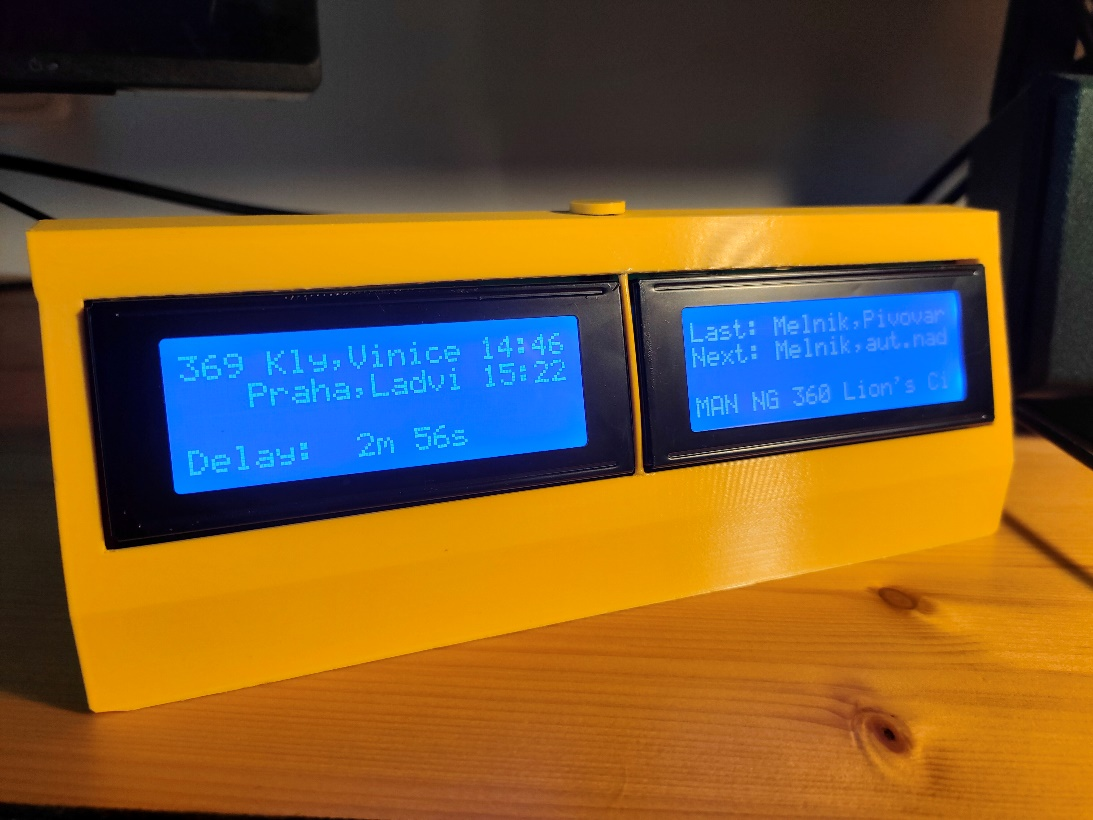 369 Kly,Vinice 14:46
Praha,Ladvi 15:22
Delay: 2m 56s
Last: Melnik,Pivovar
Next: Melnik,aut.nad
MAN NG 360 Lion's Ci